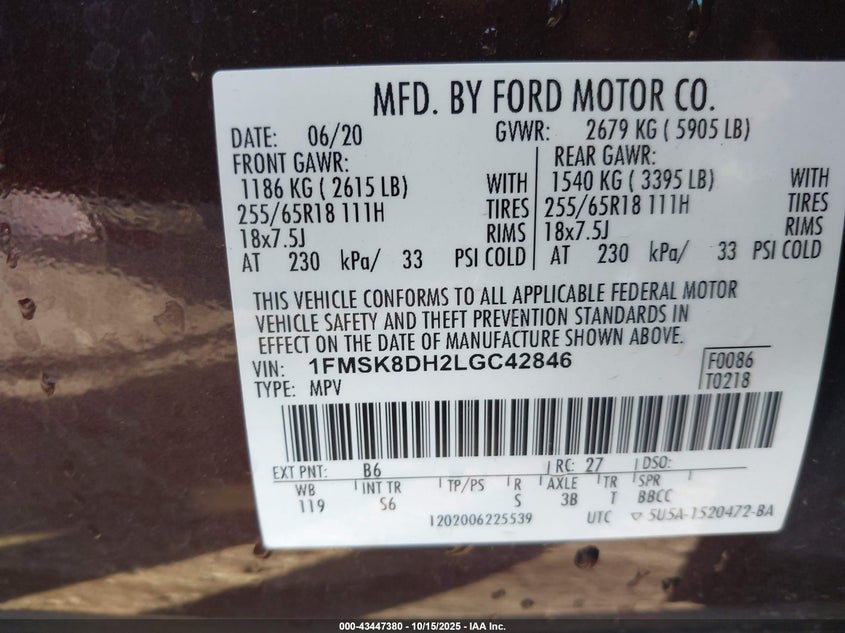 MFD. BY FORD MOTOR CO.
DATE: 06/20 GVWR: 2679 KG ( 5905 LB)
FRONT GAWR: REAR GAWR:
1186 KG ( 2615 LB) WITH 1540 KG ( 3395 LB) WITH
255/65R18 111H TIRES 255/65R18 111H TIRES
18x7.5J RIMS 18x7.5J RIMS
AT 230 kPa/ 33 PSI COLD AT 230 kPa/ 33 PSI COLD
THIS VEHICLE CONFORMS TO ALL APPLICABLE FEDERAL MOTOR
VEHICLE SAFETY AND THEFT PREVENTION STANDARDS IN
EFFECT ON THE DATE OF MANUFACTURE SHOWN ABOVE.
VIN: 1FMSK8DH2LGC42846 F0086
TYPE: MPV T0218
EXT PNT: B6 RC: 27 DSO:
WB INT TR TP/PS R AXLE TR SPR
119 S6 S 3B T BBCC
1202006225539 UTC ▽ 5U5A-1520472-BA
000-43447380 - 10/15/2025 - IAA Inc.